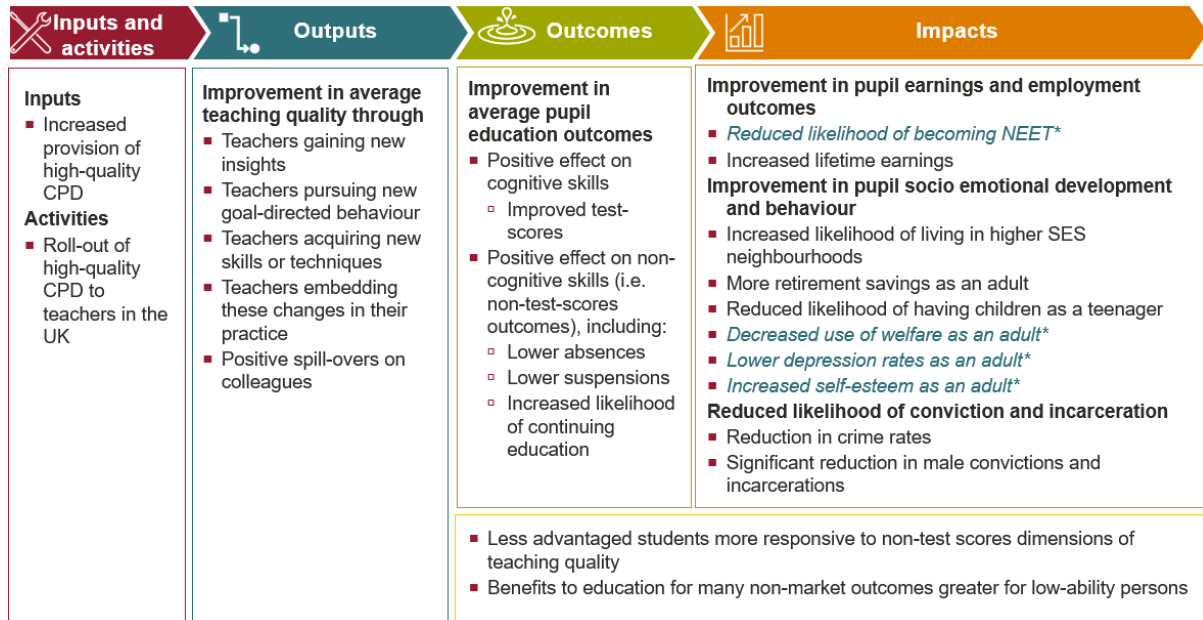 Inputs and
activities
Outputs
Outcomes
Impacts
Inputs
▪ Increased
provision of
high-quality
CPD
Activities
▪ Roll-out of
high-quality
CPD to
teachers in the
UK
Improvement in average
teaching quality through
▪ Teachers gaining new
insights
▪ Teachers pursuing new
goal-directed behaviour
▪ Teachers acquiring new
skills or techniques
▪ Teachers embedding
these changes in their
practice
▪ Positive spill-overs on
colleagues
Improvement in
average pupil
education outcomes
▪ Positive effect on
cognitive skills
▫ Improved test-
scores
▪ Positive effect on non-
cognitive skills (i.e.
non-test-scores
outcomes), including:
▫ Lower absences
▫ Lower suspensions
▫ Increased likelihood
of continuing
education
Improvement in pupil earnings and employment
outcomes
▪ Reduced likelihood of becoming NEET*
▪ Increased lifetime earnings
Improvement in pupil socio emotional development
and behaviour
▪ Increased likelihood of living in higher SES
neighbourhoods
▪ More retirement savings as an adult
▪ Reduced likelihood of having children as a teenager
▪ Decreased use of welfare as an adult*
▪ Lower depression rates as an adult*
▪ Increased self-esteem as an adult*
Reduced likelihood of conviction and incarceration
▪ Reduction in crime rates
▪ Significant reduction in male convictions and
incarcerations
▪ Less advantaged students more responsive to non-test scores dimensions of
teaching quality
▪ Benefits to education for many non-market outcomes greater for low-ability persons